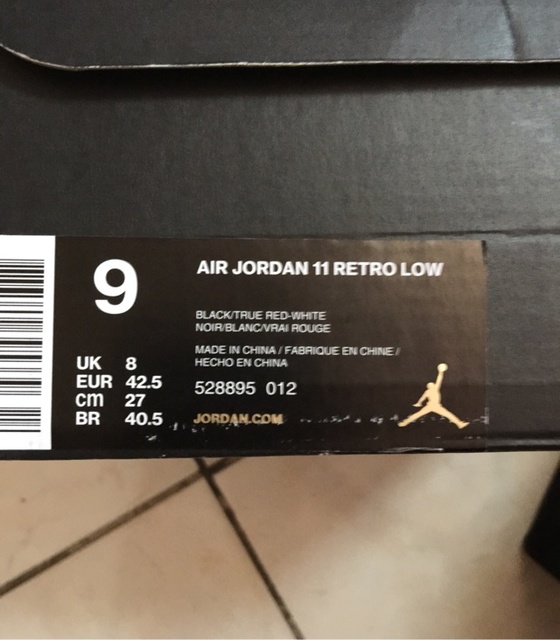 9
UK 8
EUR 42.5
cm 27
BR 40.5
AIR JORDAN 11 RETRO LOW
BLACK/TRUE RED-WHITE
NOIR/BLANC/VRAI ROUGE
MADE IN CHINA / FABRIQUE EN CHINE /
HECHO EN CHINA
528895 012
JORDAN.COM